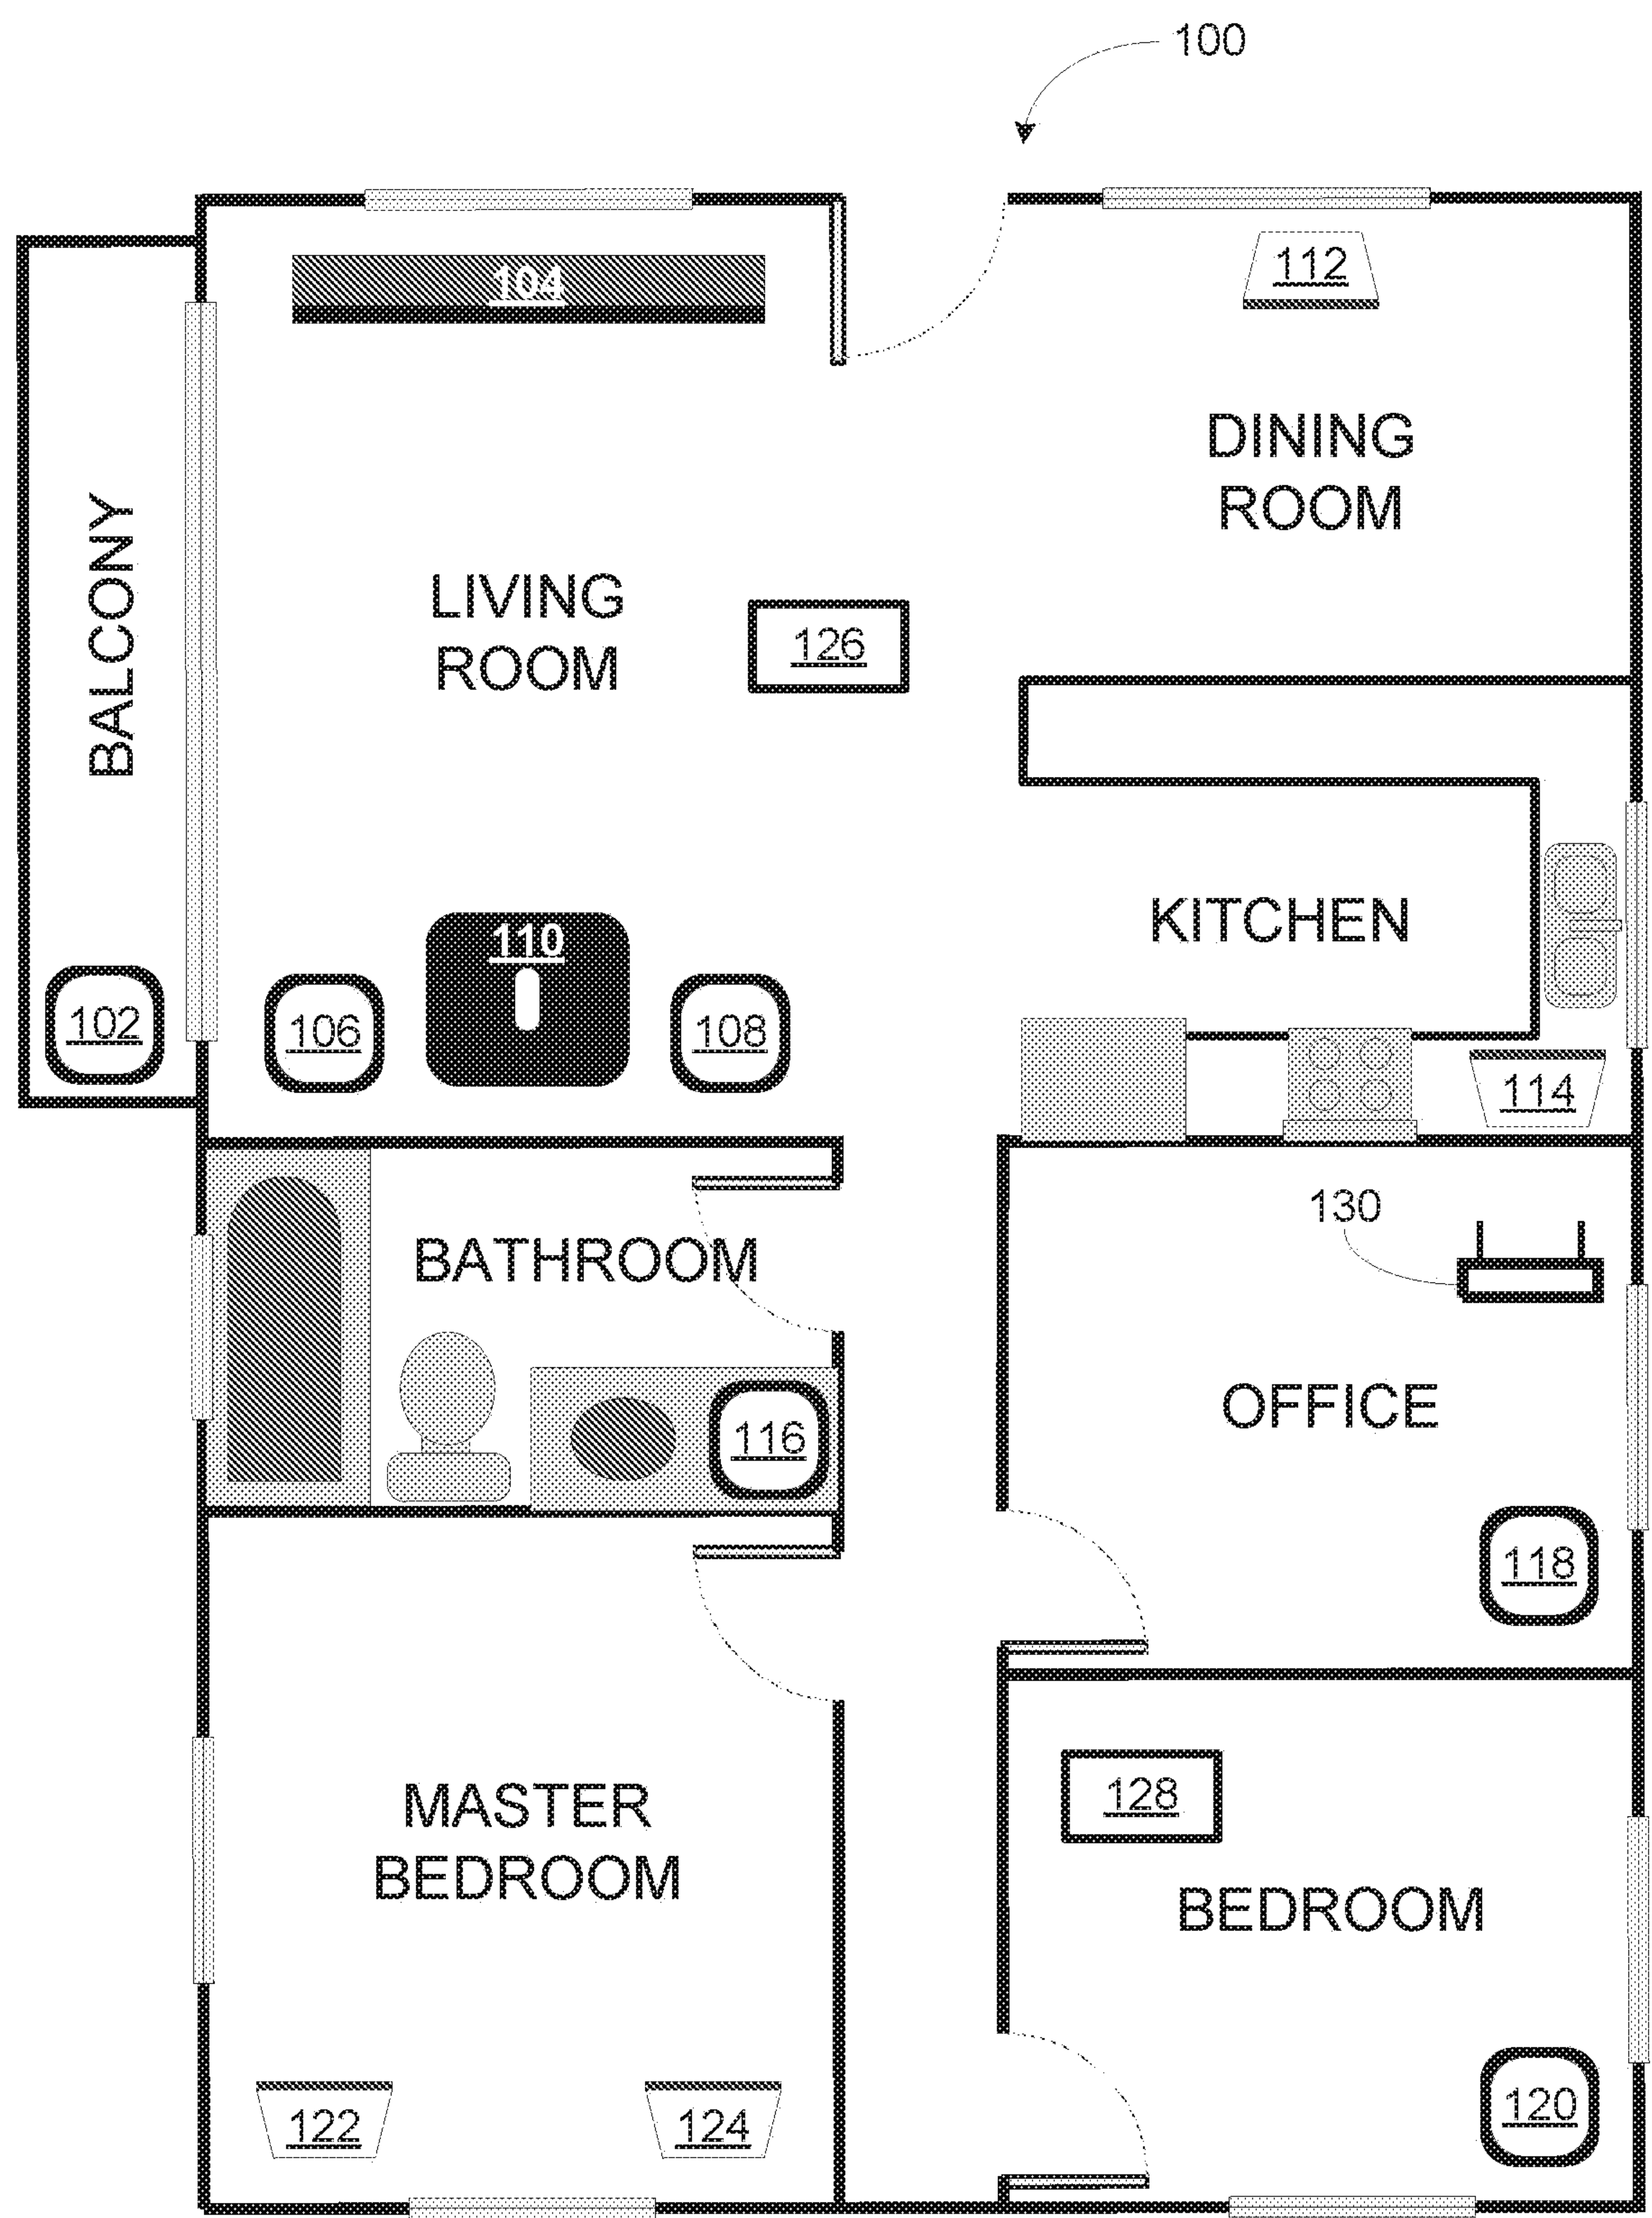 100
104
112
DINING
ROOM
BALCONY
LIVING
ROOM
126
KITCHEN
110
102
106
108
114
130
BATHROOM
OFFICE
116
118
MASTER
BEDROOM
128
BEDROOM
120
122
124